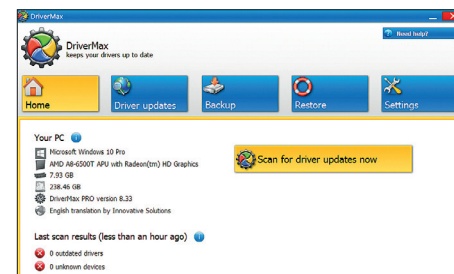 DriverMax
Need help?
DriverMax
keeps your drivers up to date
Home
Driver updates
Backup
Restore
Settings
Your PC
Microsoft Windows 10 Pro
AMD A8-6500T APU with Radeon(tm) HD Graphics
7.93 GB
238.46 GB
DriverMax PRO version 8.33
English translation by Innovative Solutions
Scan for driver updates now
Last scan results (less than an hour ago)
0 outdated drivers
0 unknown devices